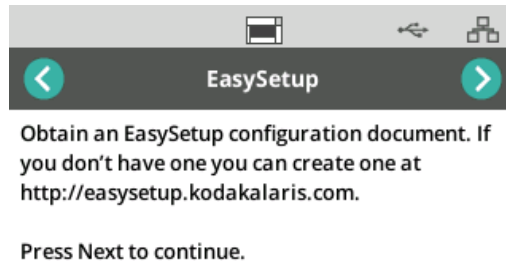 EasySetup
Obtain an EasySetup configuration document. If
you don't have one you can create one at
http://easysetup.kodakalaris.com.
Press Next to continue.